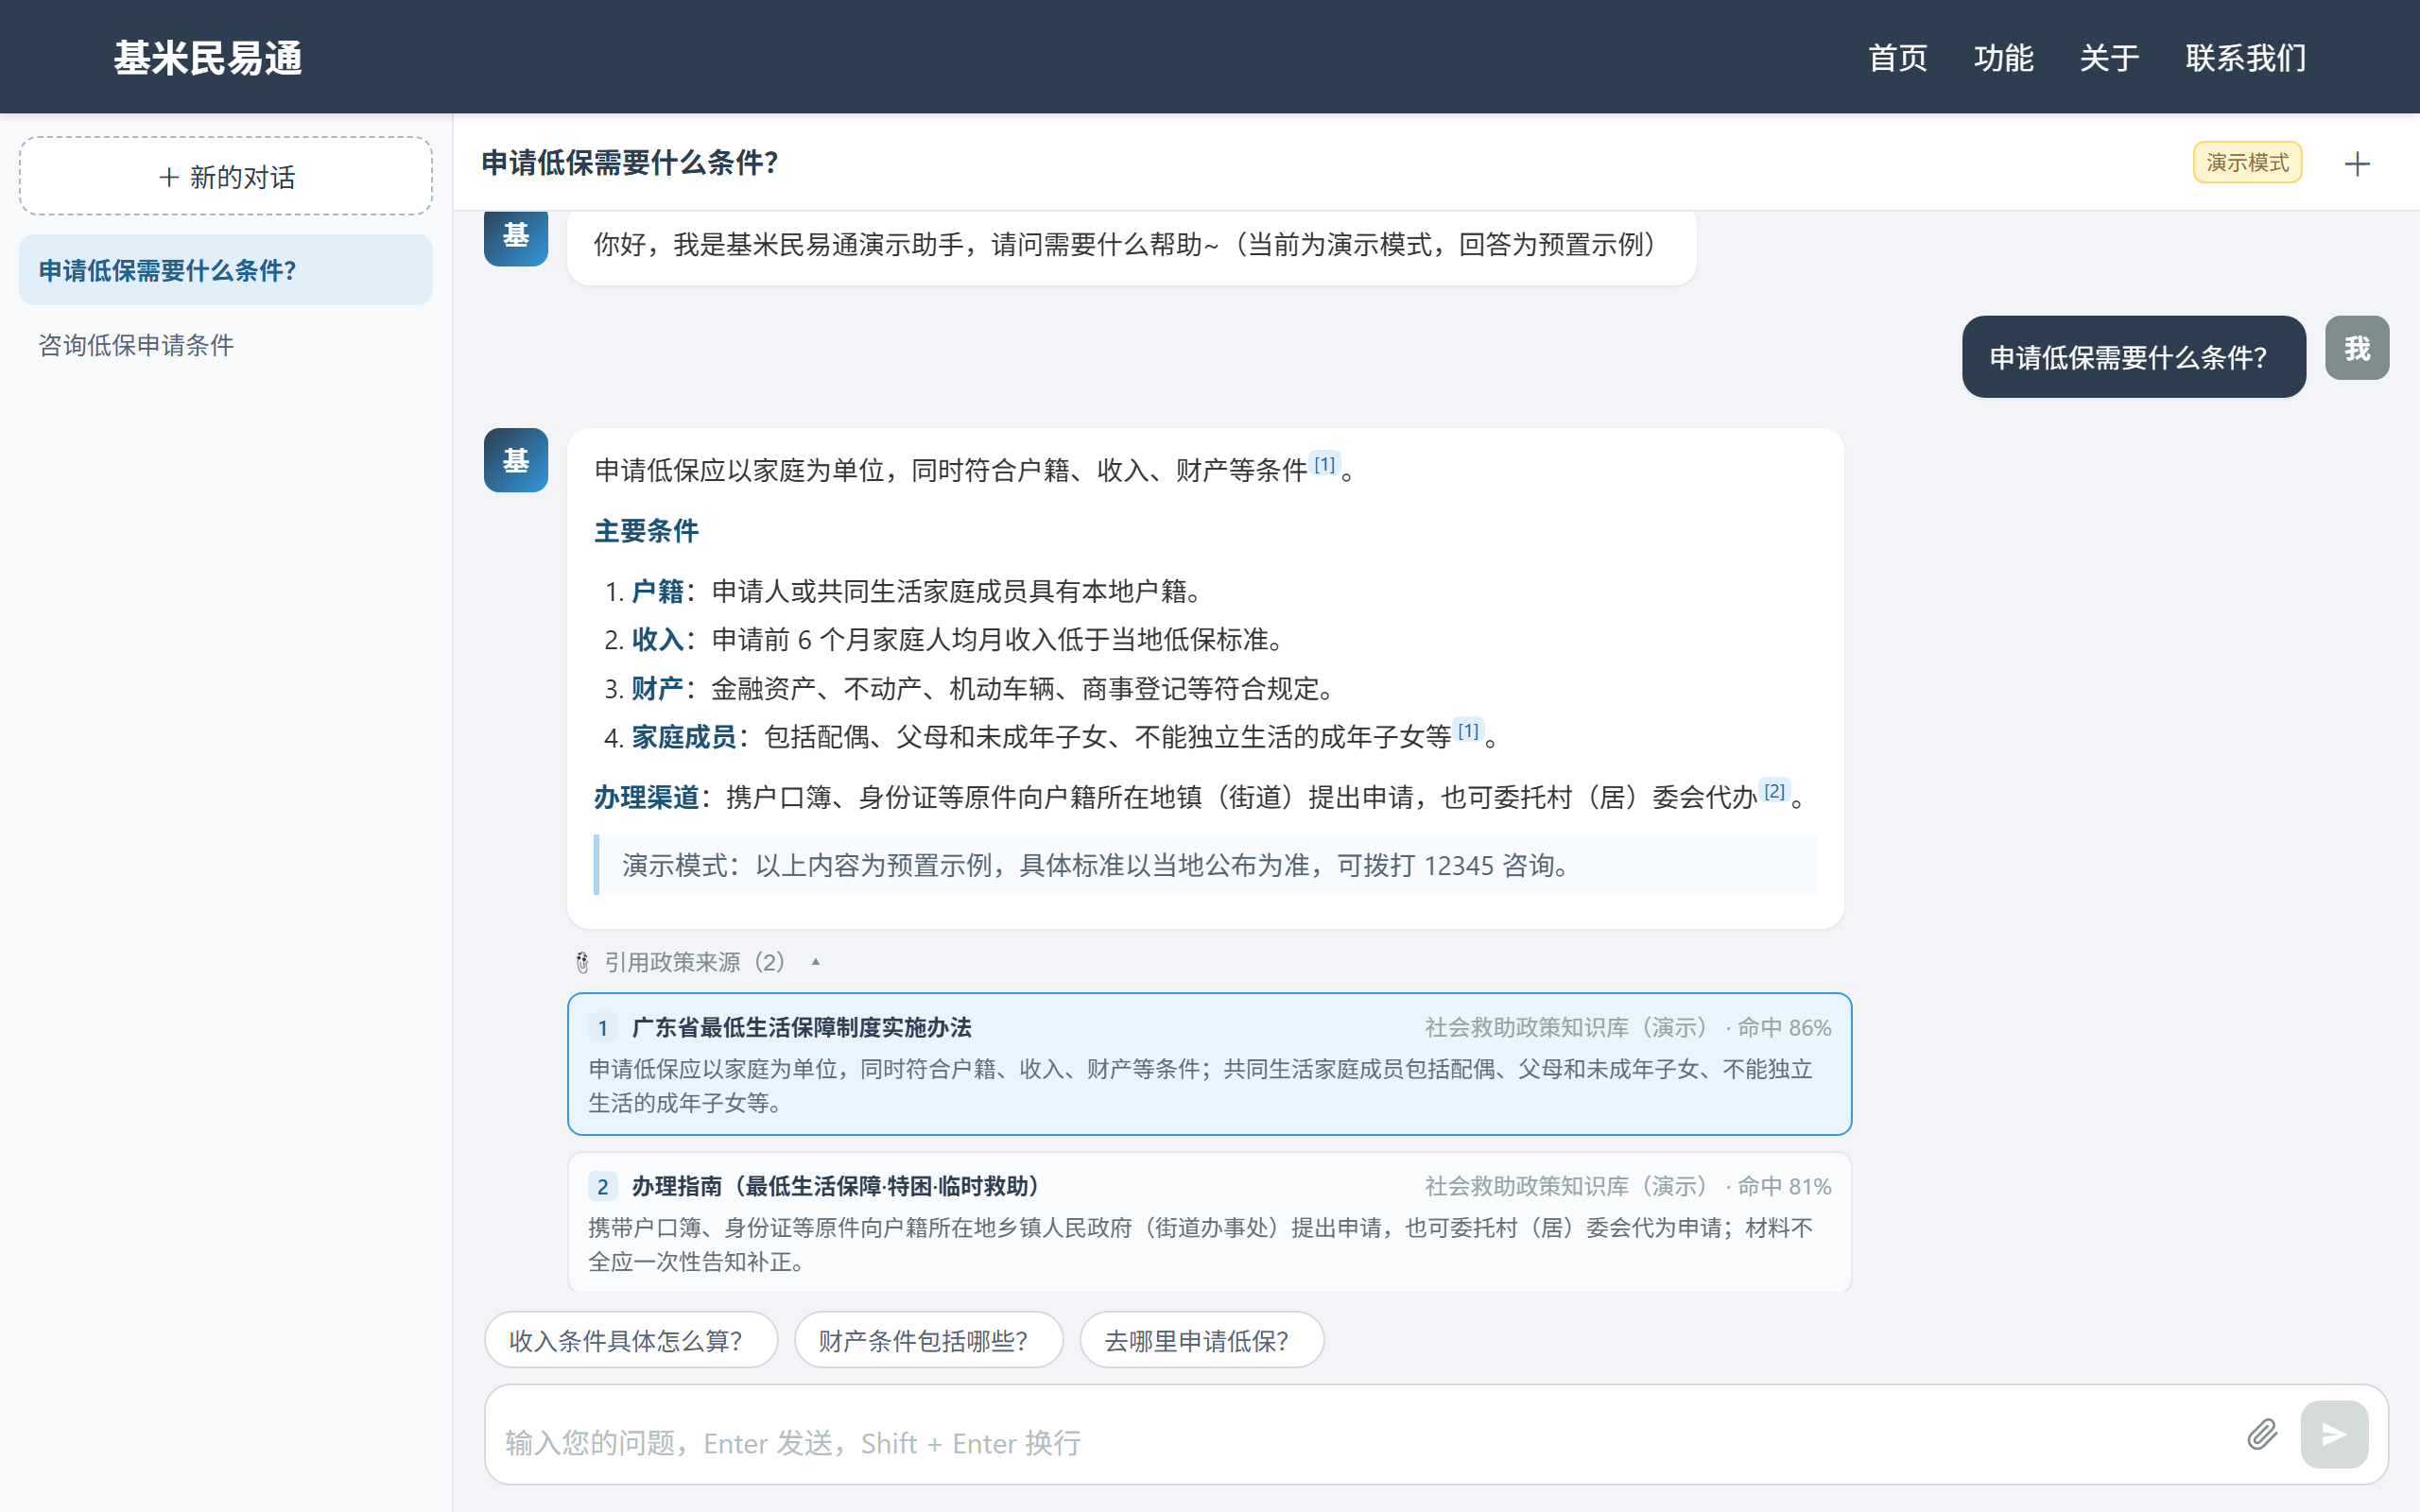 基米民易通
首页 功能 关于 联系我们
＋ 新的对话
申请低保需要什么条件？
咨询低保申请条件
申请低保需要什么条件？
演示模式 ＋
基
你好，我是基米民易通演示助手，请问需要什么帮助~（当前为演示模式，回答为预置示例）
申请低保需要什么条件？
我
基
申请低保应以家庭为单位，同时符合户籍、收入、财产等条件[1]。
主要条件
1. 户籍：申请人或共同生活家庭成员具有本地户籍。
2. 收入：申请前 6 个月家庭人均月收入低于当地低保标准。
3. 财产：金融资产、不动产、机动车辆、商事登记等符合规定。
4. 家庭成员：包括配偶、父母和未成年子女、不能独立生活的成年子女等[1]。
办理渠道：携户口簿、身份证等原件向户籍所在地镇（街道）提出申请，也可委托村（居）委会代办[2]。
演示模式：以上内容为预置示例，具体标准以当地公布为准，可拨打 12345 咨询。
引用政策来源（2） ▲
1 广东省最低生活保障制度实施办法 社会救助政策知识库（演示） · 命中 86%
申请低保应以家庭为单位，同时符合户籍、收入、财产等条件；共同生活家庭成员包括配偶、父母和未成年子女、不能独立
生活的成年子女等。
2 办理指南（最低生活保障·特困·临时救助） 社会救助政策知识库（演示） · 命中 81%
携带户口簿、身份证等原件向户籍所在地乡镇人民政府（街道办事处）提出申请，也可委托村（居）委会代为申请；材料不
全应一次性告知补正。
收入条件具体怎么算？ 财产条件包括哪些？ 去哪里申请低保？
输入您的问题，Enter 发送，Shift + Enter 换行